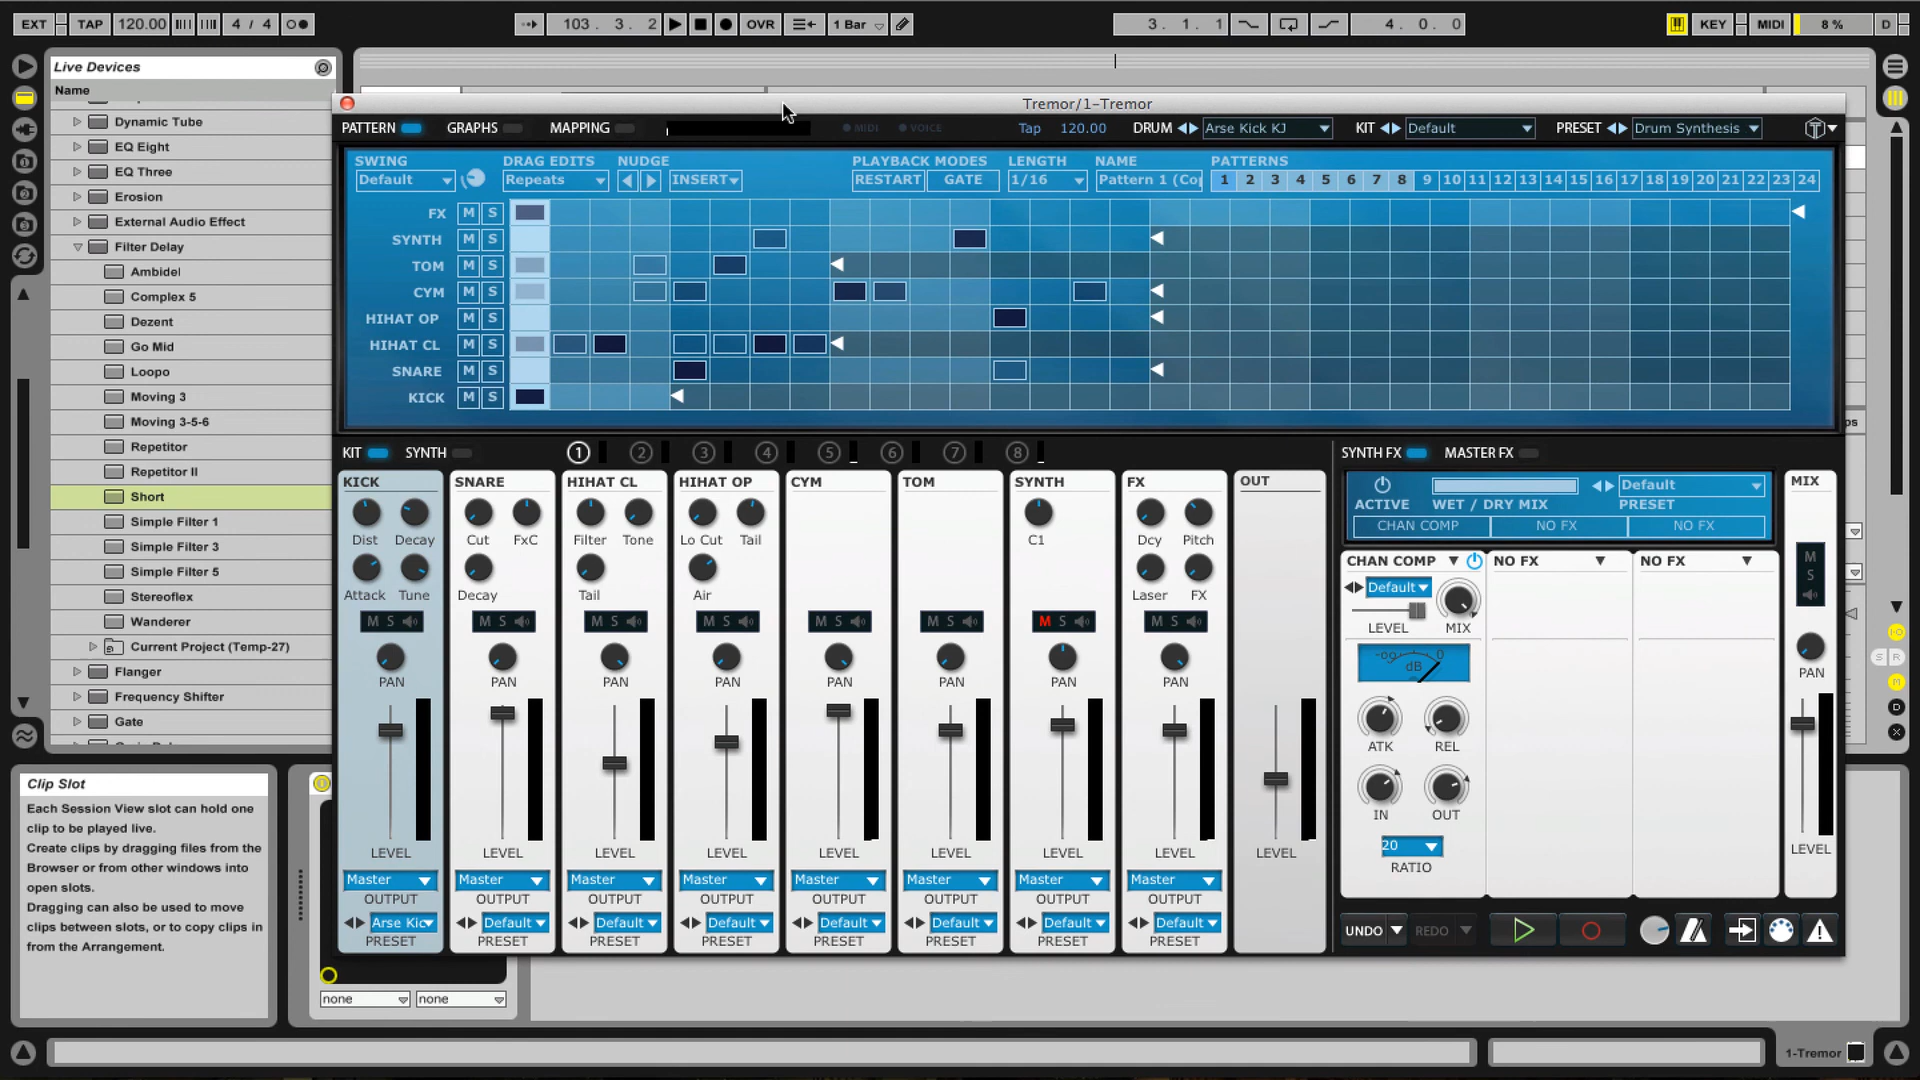 EXT TAP 120.00 4 / 4 103. 3. 2 OVR 1 Bar 3. 1. 1 4. 0. 0 KEY MIDI 8 % D
Live Devices
Name
Dynamic Tube
EQ Eight
EQ Three
Erosion
External Audio Effect
Filter Delay
Ambidel
Complex 5
Dezent
Go Mid
Loopo
Moving 3
Moving 3-5-6
Repetitor
Repetitor II
Short
Simple Filter 1
Simple Filter 3
Simple Filter 5
Stereoflex
Wanderer
Current Project (Temp-27)
Flanger
Frequency Shifter
Gate
Clip Slot
Each Session View slot can hold one
clip to be played live.
Create clips by dragging files from the
Browser or from other windows into
open slots.
Dragging can also be used to move
clips between slots, or to copy clips in
from the Arrangement.
none none
Tremor/1-Tremor
PATTERN GRAPHS MAPPING MIDI VOICE Tap 120.00 DRUM Arse Kick KJ KIT Default PRESET Drum Synthesis
SWING DRAG EDITS NUDGE PLAYBACK MODES LENGTH NAME PATTERNS
Default Repeats INSERT RESTART GATE 1/16 Pattern 1 (Co 1 2 3 4 5 6 7 8 9 10 11 12 13 14 15 16 17 18 19 20 21 22 23 24
FX M S
SYNTH M S
TOM M S
CYM M S
HIHAT OP M S
HIHAT CL M S
SNARE M S
KICK M S
KIT SYNTH 1 2 3 4 5 6 7 8 SYNTH FX MASTER FX
KICK SNARE HIHAT CL HIHAT OP CYM TOM SYNTH FX OUT
Dist Decay Cut FxC Filter Tone Lo Cut Tail C1 Dcy Pitch
Attack Tune Decay Tail Air Laser FX
M S M S M S M S M S M S M S M S
PAN PAN PAN PAN PAN PAN PAN PAN
LEVEL LEVEL LEVEL LEVEL LEVEL LEVEL LEVEL LEVEL LEVEL
Master Master Master Master Master Master Master Master
OUTPUT OUTPUT OUTPUT OUTPUT OUTPUT OUTPUT OUTPUT OUTPUT
Arse Kic Default Default Default Default Default Default Default
PRESET PRESET PRESET PRESET PRESET PRESET PRESET PRESET
Default
ACTIVE WET / DRY MIX PRESET
CHAN COMP NO FX NO FX
CHAN COMP NO FX NO FX
Default
LEVEL MIX
-oo 0
dB
ATK REL
IN OUT
20
RATIO
UNDO REDO
MIX
M
S
PAN
LEVEL
I-O
S R
M
D
X
1-Tremor